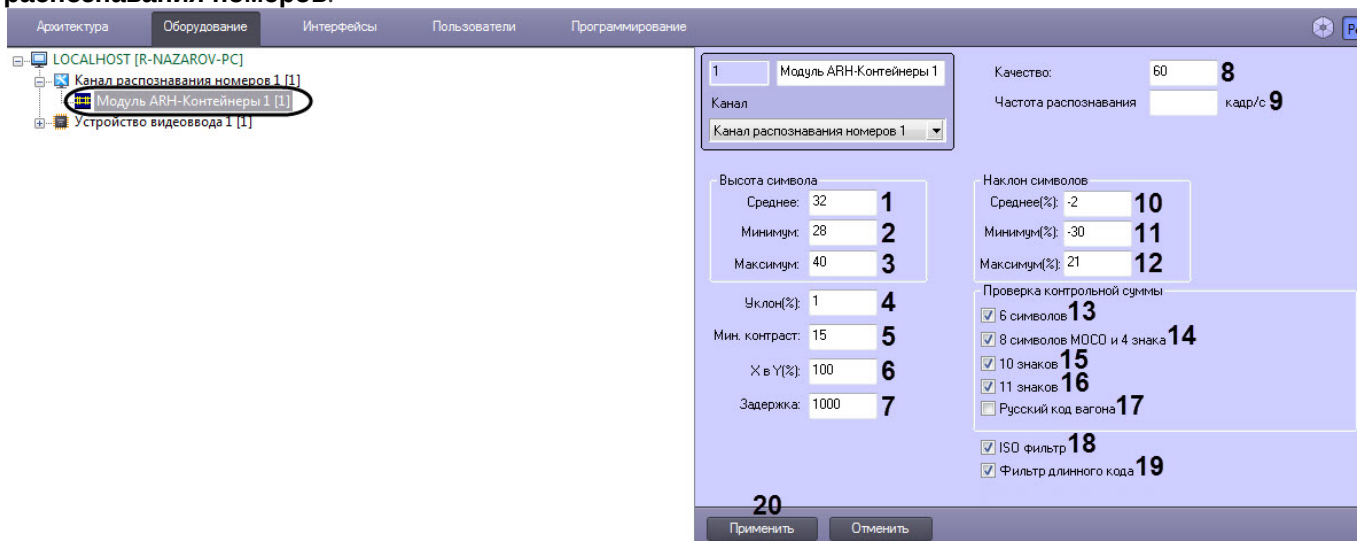 распознавания номеров.
Архитектура Оборудование Интерфейсы Пользователи Программирование
LOCALHOST [R-NAZAROV-PC]
Канал распознавания номеров 1 [1]
Модуль ARH-Контейнеры 1 [1]
Устройство видеоввода 1 [1]
1 Модуль ARH-Контейнеры 1
Канал
Канал распознавания номеров 1
Качество: 60 8
Частота распознавания кадр/с 9
Высота символа
Среднее: 32 1
Минимум: 28 2
Максимум: 40 3
Уклон(%): 1 4
Мин. контраст: 15 5
X в Y(%): 100 6
Задержка: 1000 7
Наклон символов
Среднее(%): -2 10
Минимум(%): -30 11
Максимум(%): 21 12
Проверка контрольной суммы
6 символов 13
8 символов МОСО и 4 знака 14
10 знаков 15
11 знаков 16
Русский код вагона 17
ISO фильтр 18
Фильтр длинного кода 19
20
Применить Отменить